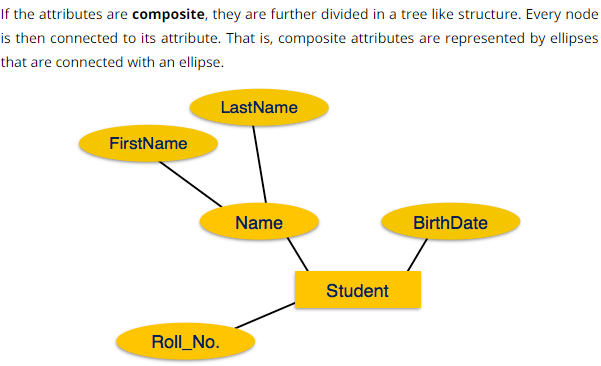 If the attributes are composite, they are further divided in a tree like structure. Every node
is then connected to its attribute. That is, composite attributes are represented by ellipses
that are connected with an ellipse.
LastName
FirstName
Name
BirthDate
Student
Roll_No.